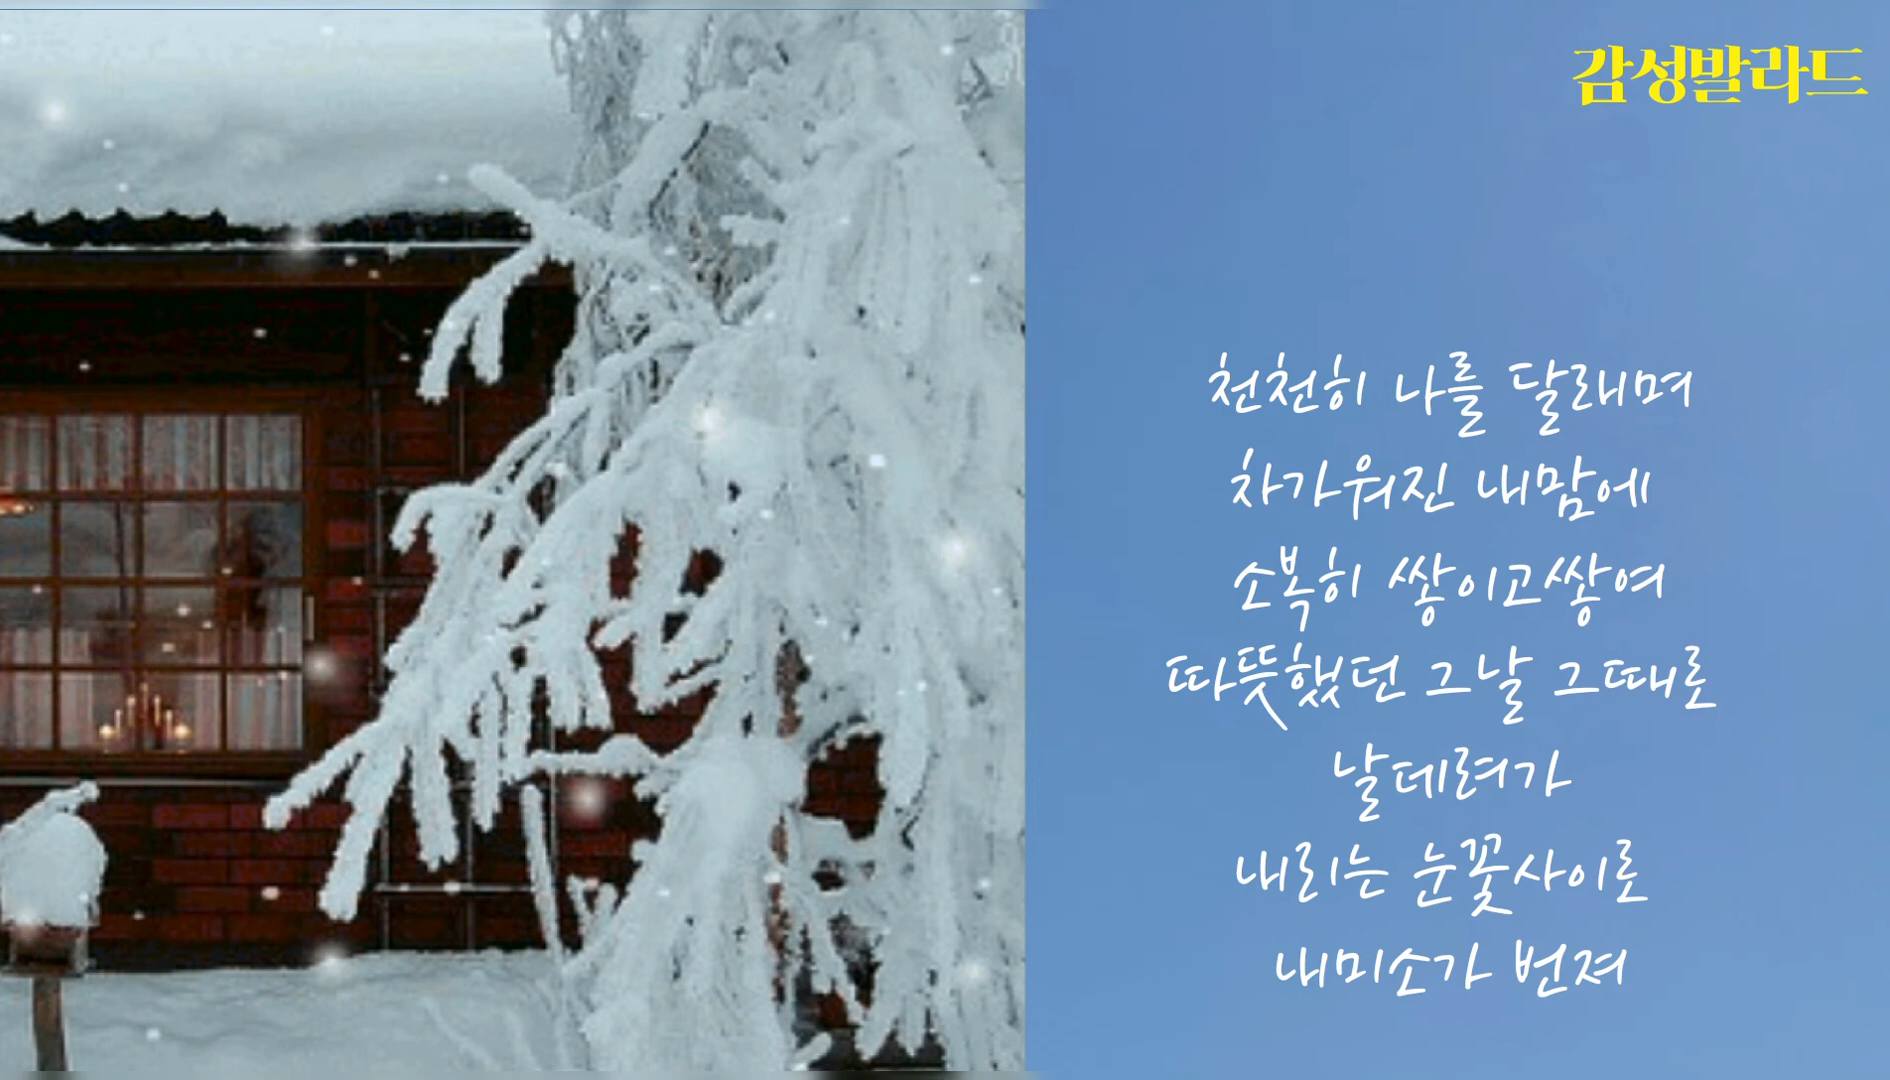 감성발라드
천천히 나를 달래며
차가워진 내맘에
소복히 쌓이고쌓여
따뜻했던 그날 그때로
날데려가
내리는 눈꽃사이로
내미소가 번져